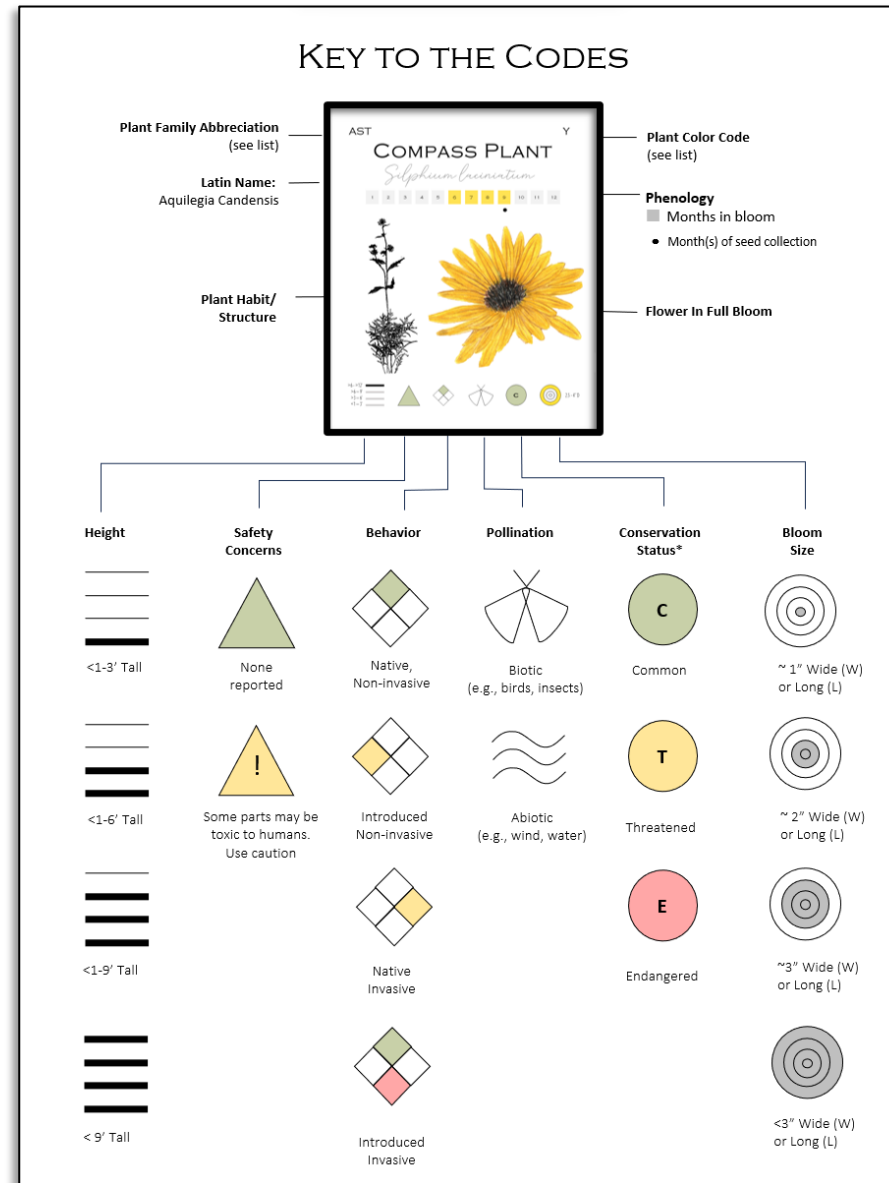 KEY TO THE CODES
Plant Family Abbreciation
(see list)
Latin Name:
Aquilegia Candensis
Plant Habit/
Structure
AST
Y
COMPASS PLANT
Silphium laciniatum
1 2 3 4 5 6 7 8 9 10 11 12
G
Plant Color Code
(see list)
Phenology
Months in bloom
• Month(s) of seed collection
Flower In Full Bloom
Height
<1-3’ Tall
<1-6’ Tall
<1-9’ Tall
< 9’ Tall
Safety
Concerns
None
reported
!
Some parts may be
toxic to humans.
Use caution
Behavior
Native,
Non-invasive
Introduced
Non-invasive
Native
Invasive
Introduced
Invasive
Pollination
Biotic
(e.g., birds, insects)
Abiotic
(e.g., wind, water)
Conservation
Status*
C
Common
T
Threatened
E
Endangered
Bloom
Size
~ 1” Wide (W)
or Long (L)
~ 2” Wide (W)
or Long (L)
~3” Wide (W)
or Long (L)
<3” Wide (W)
or Long (L)